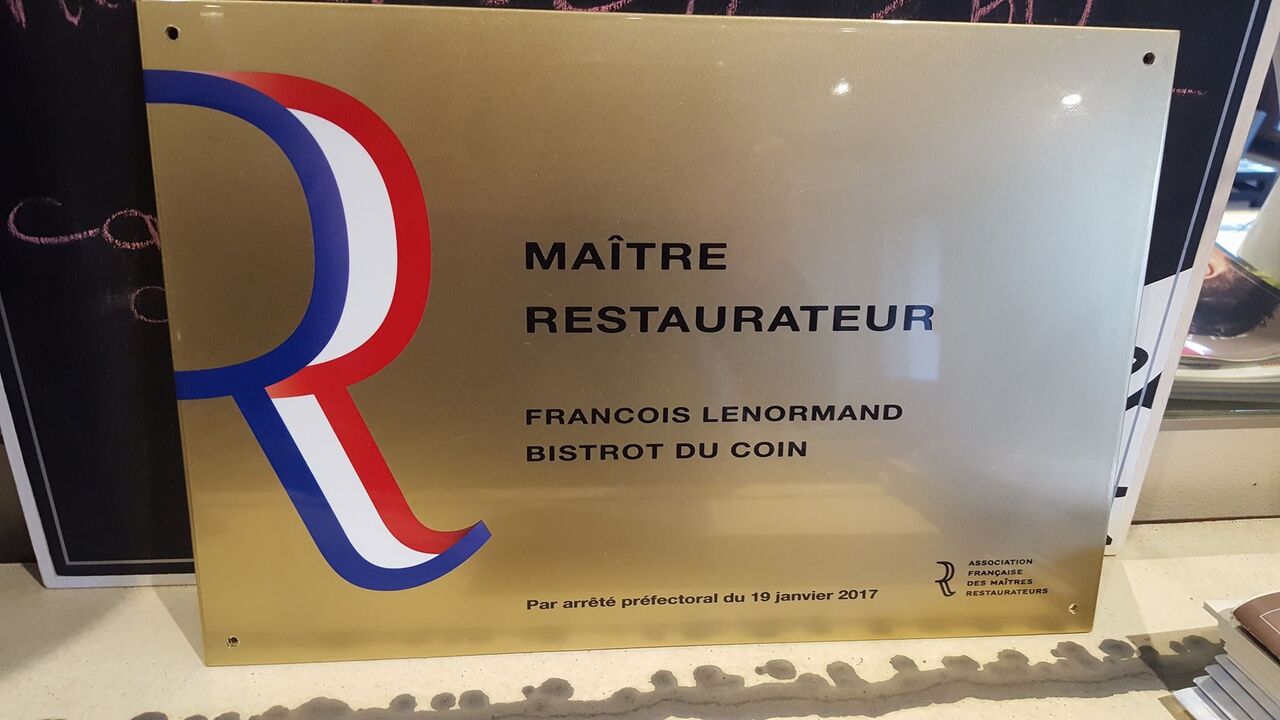 MAÎTRE
RESTAURATEUR
FRANCOIS LENORMAND
BISTROT DU COIN
Par arrêté préfectoral du 19 janvier 2017
ASSOCIATION
FRANÇAISE
DES MAÎTRES
RESTAURATEURS